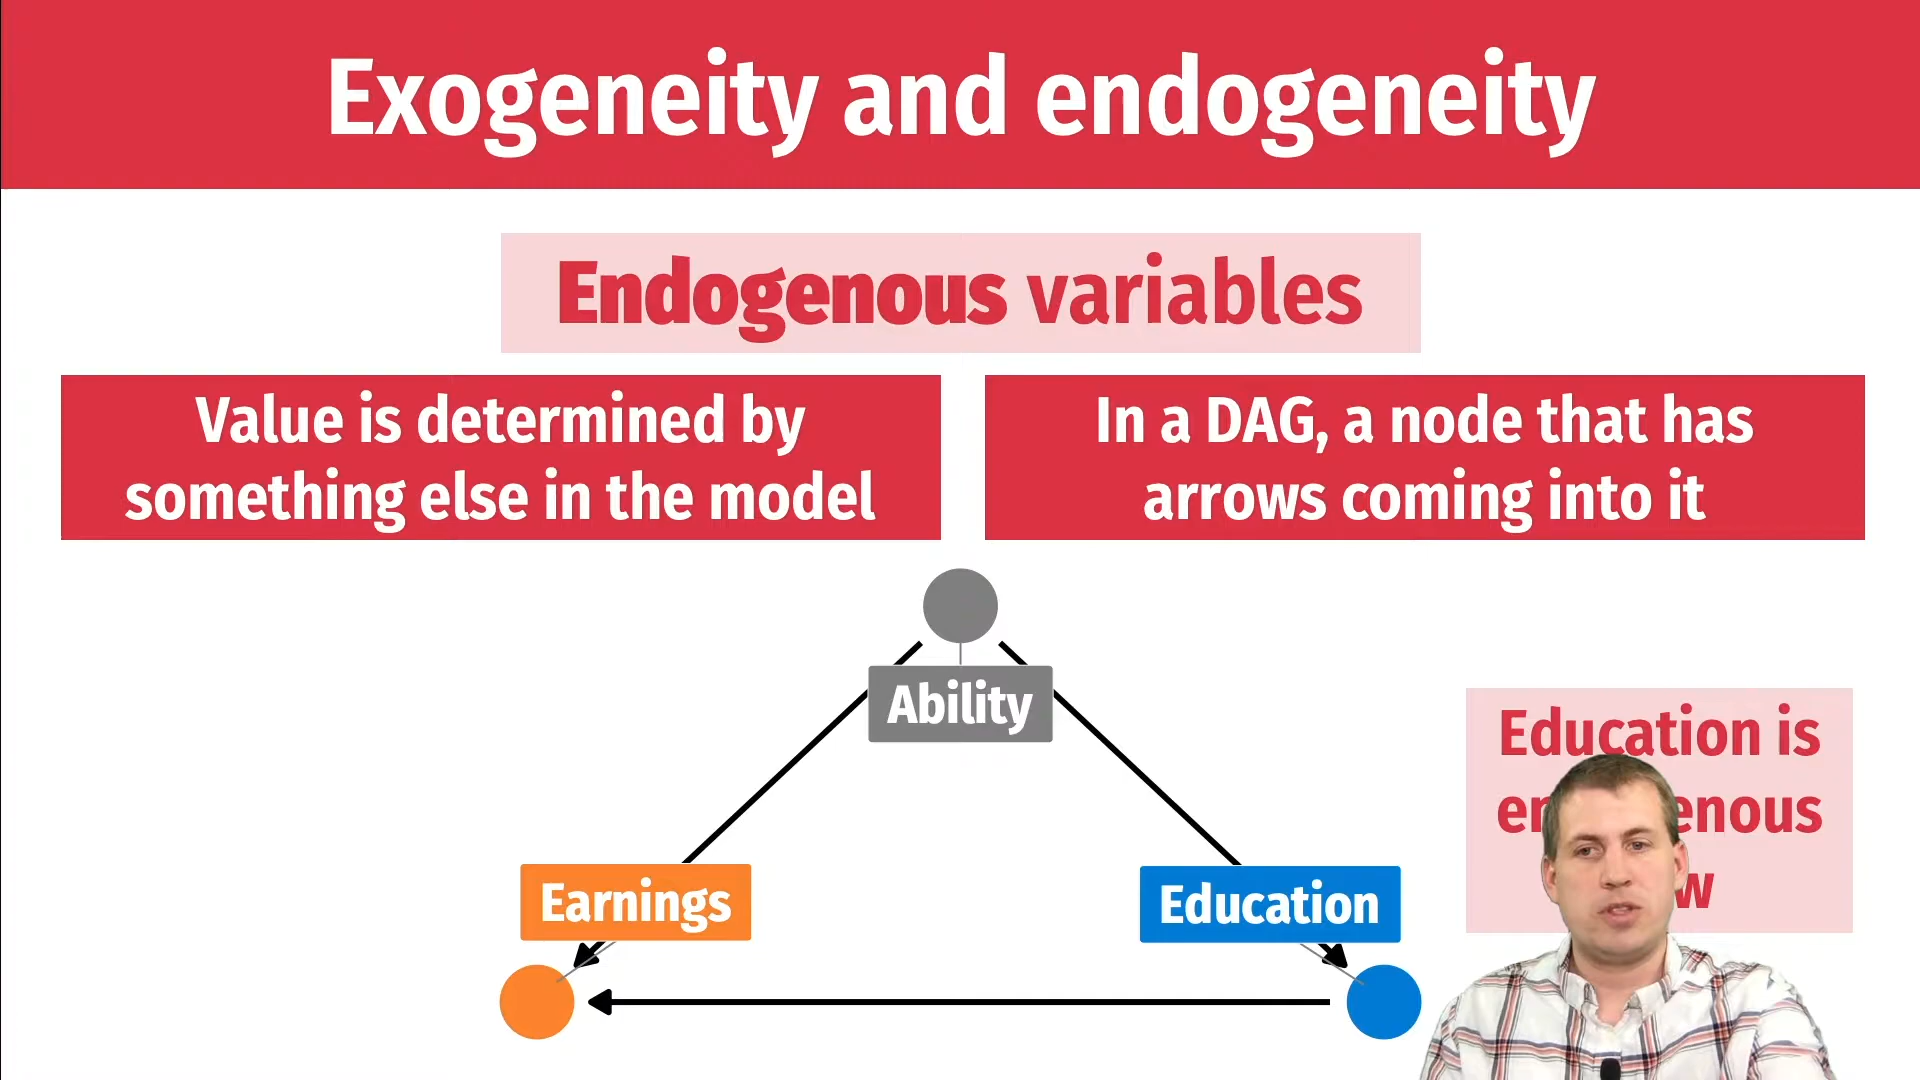 Exogeneity and endogeneity
Endogenous variables
Value is determined by
something else in the model
In a DAG, a node that has
arrows coming into it
Ability
Education is
Earnings
Education